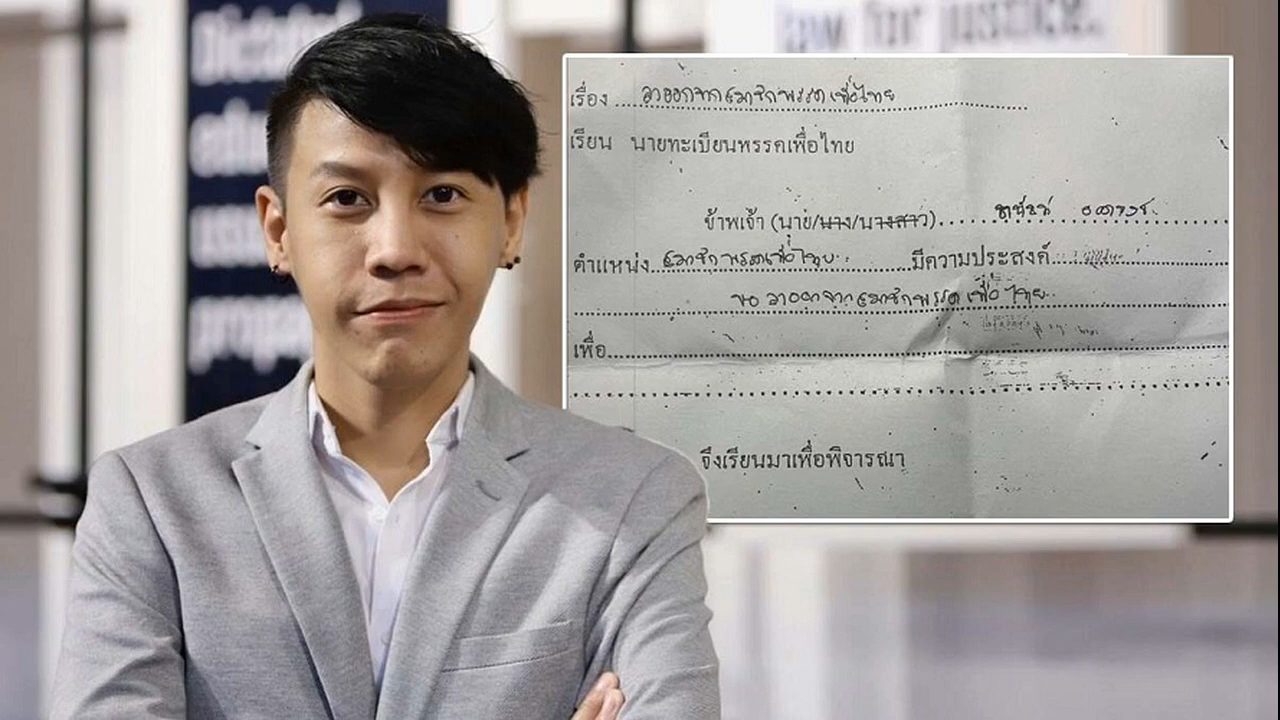 Dictated
law for justice.
เรื่อง ลาออกจากสมาชิกพรรคเพื่อไทย
เรียน นายทะเบียนพรรคเพื่อไทย
ข้าพเจ้า (นาย/นาง/นางสาว)
ตำแหน่ง สมาชิกพรรคเพื่อไทย มีความประสงค์
ขอลาออกจากสมาชิกพรรคเพื่อไทย
เพื่อ
จึงเรียนมาเพื่อพิจารณา